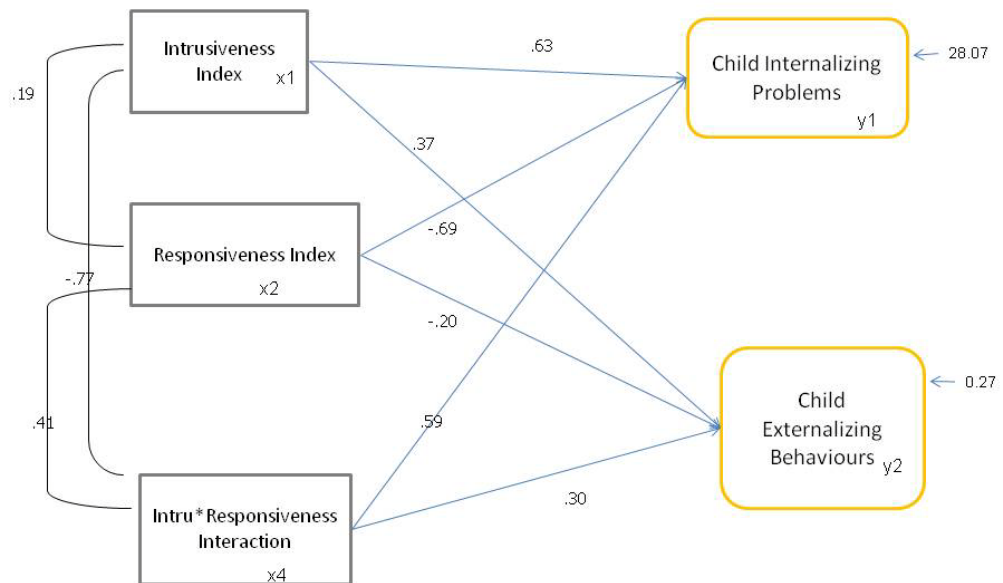 Intrusiveness
Index
x1
.63
Child Internalizing
Problems
y1
28.07
.19
.37
Responsiveness Index
x2
-.69
-.77
-.20
Child
Externalizing
Behaviours
y2
0.27
.41
.59
.30
Intru*Responsiveness
Interaction
x4